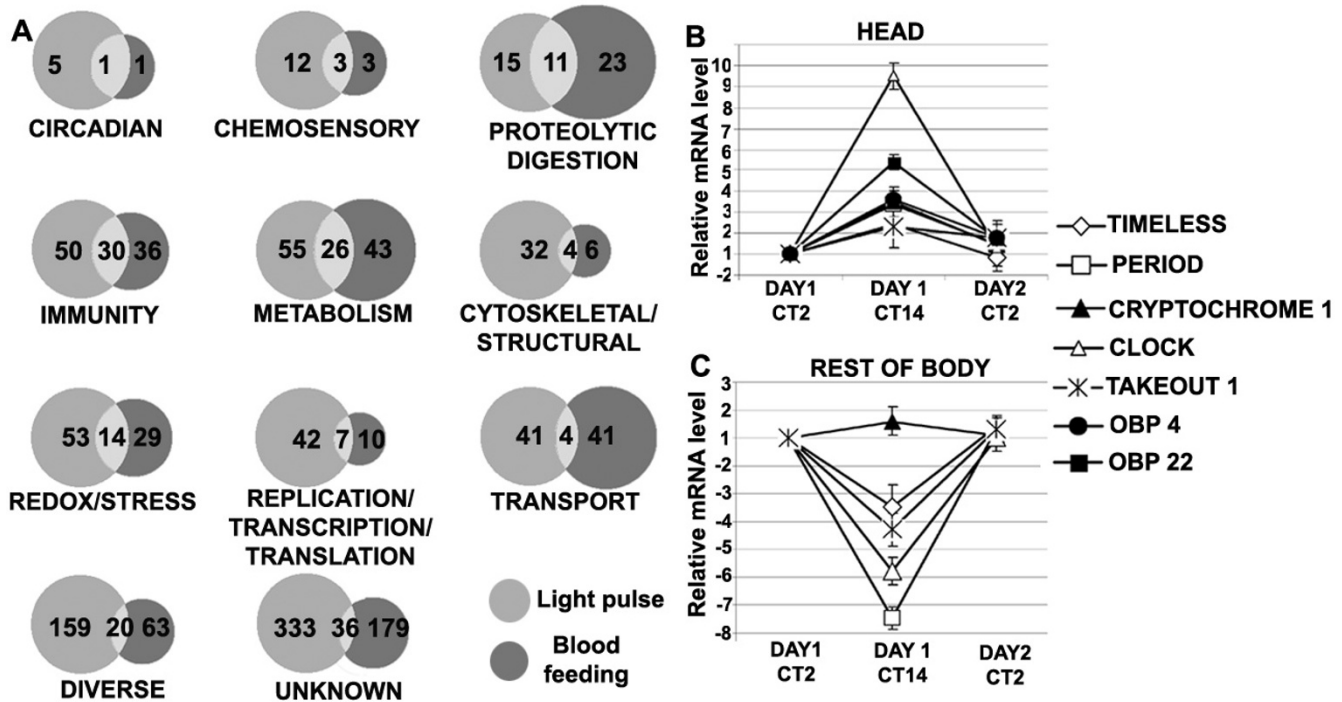 A
5 1 1
CIRCADIAN
12 3 3
CHEMOSENSORY
15 11 23
PROTEOLYTIC
DIGESTION
50 30 36
IMMUNITY
55 26 43
METABOLISM
32 4 6
CYTOSKELETAL/
STRUCTURAL
53 14 29
REDOX/STRESS
42 7 10
REPLICATION/
TRANSCRIPTION/
TRANSLATION
41 4 41
TRANSPORT
159 20 63
DIVERSE
333 36 179
UNKNOWN
Light pulse
Blood
feeding
B
HEAD
Relative mRNA level
10
9
8
7
6
5
4
3
2
1
-2
DAY1
CT2
DAY 1
CT14
DAY2
CT2
C
REST OF BODY
Relative mRNA level
3
2
1
-2
-3
-4
-5
-6
-7
-8
DAY1
CT2
DAY 1
CT14
DAY2
CT2
TIMELESS
PERIOD
CRYPTOCHROME 1
CLOCK
TAKEOUT 1
OBP 4
OBP 22